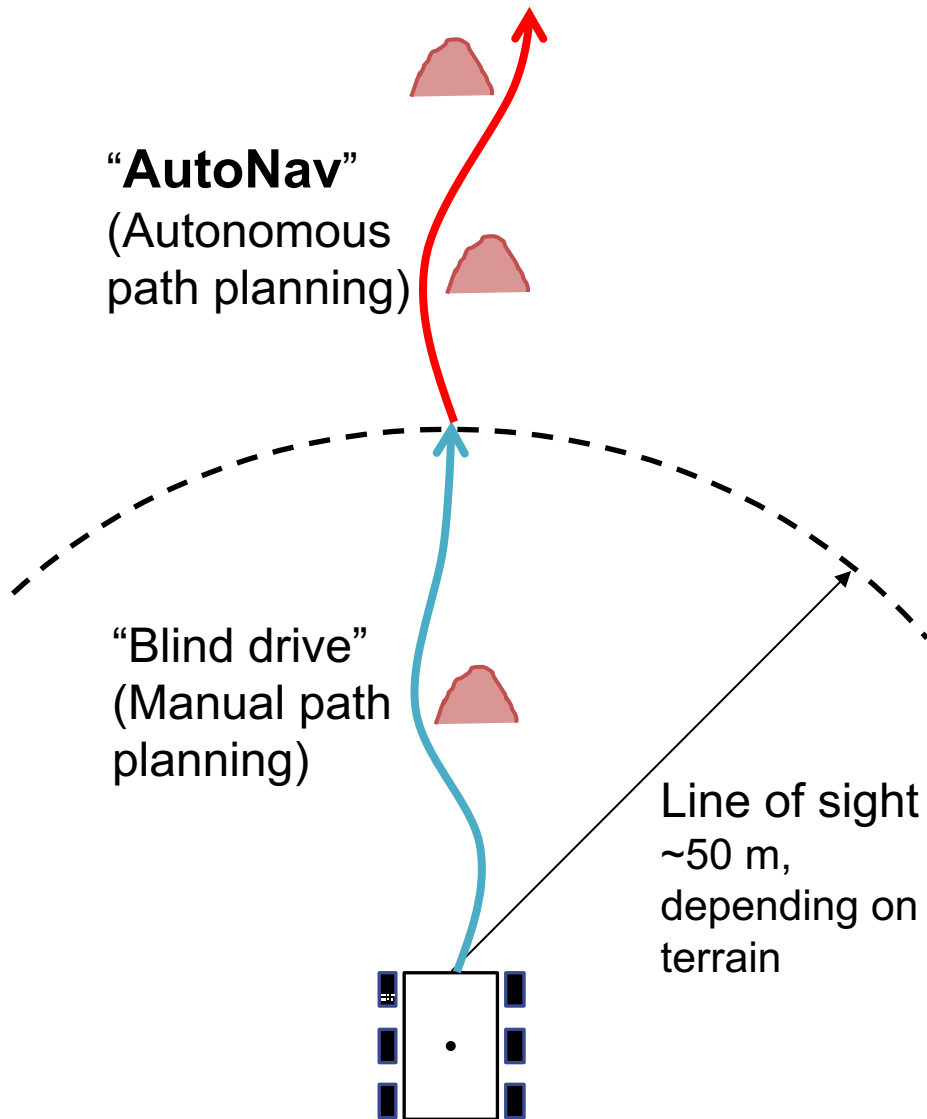 “AutoNav”
(Autonomous
path planning)
“Blind drive”
(Manual path
planning)
Line of sight
~50 m,
depending on
terrain